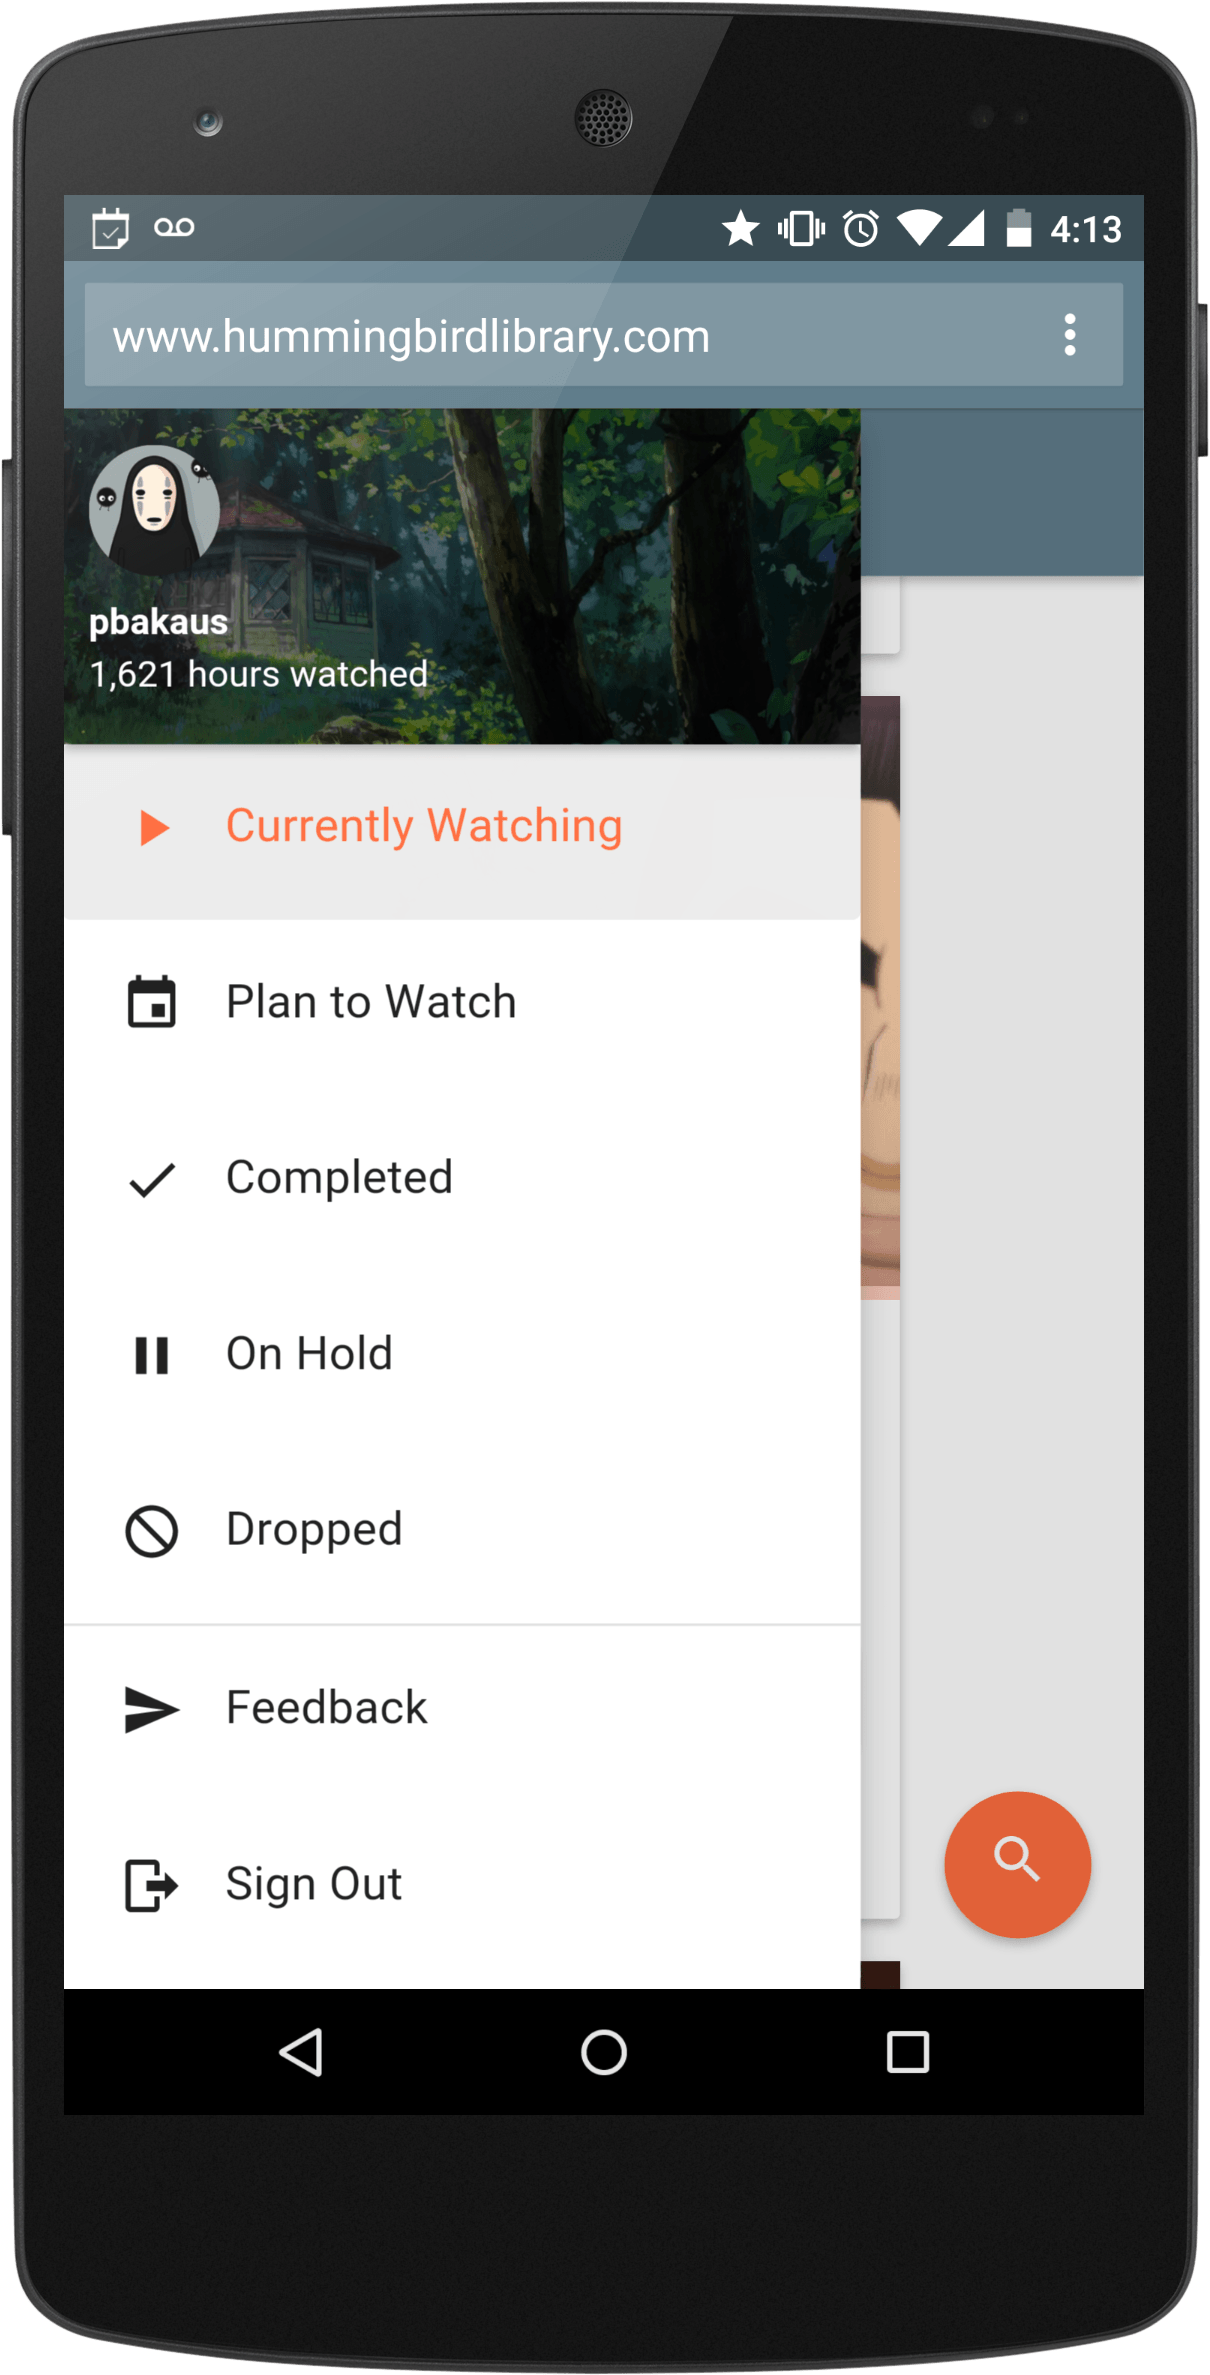 4:13
www.hummingbirdlibrary.com
pbakaus
1,621 hours watched
Currently Watching
Plan to Watch
Completed
On Hold
Dropped
Feedback
Sign Out